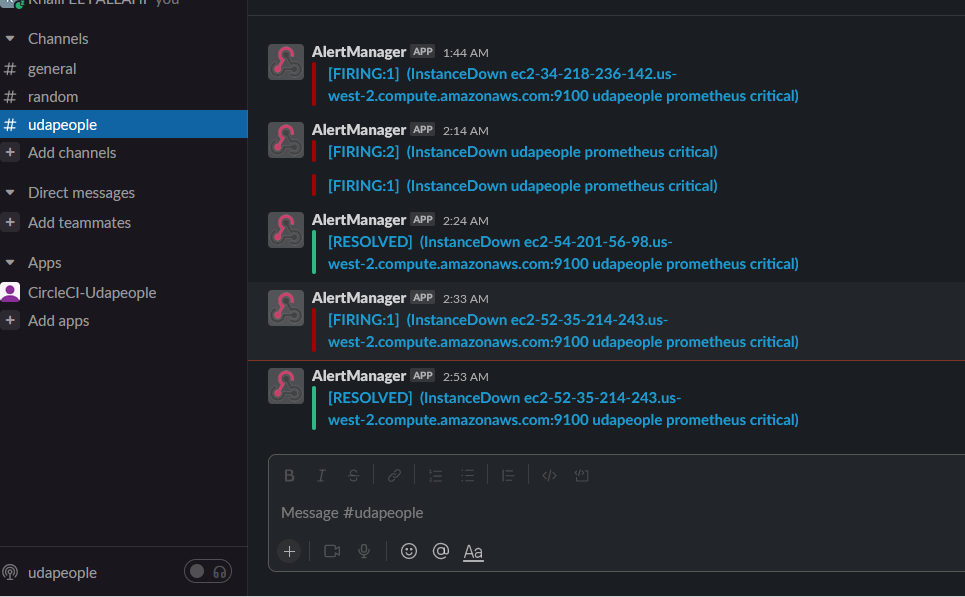 Khalil EL FALLAHI you
Channels
# general
# random
# udapeople
+ Add channels
Direct messages
+ Add teammates
Apps
CircleCI-Udapeople
+ Add apps
udapeople
AlertManager APP 1:44 AM
[FIRING:1] (InstanceDown ec2-34-218-236-142.us-
west-2.compute.amazonaws.com:9100 udapeople prometheus critical)
AlertManager APP 2:14 AM
[FIRING:2] (InstanceDown udapeople prometheus critical)
[FIRING:1] (InstanceDown udapeople prometheus critical)
AlertManager APP 2:24 AM
[RESOLVED] (InstanceDown ec2-54-201-56-98.us-
west-2.compute.amazonaws.com:9100 udapeople prometheus critical)
AlertManager APP 2:33 AM
[FIRING:1] (InstanceDown ec2-52-35-214-243.us-
west-2.compute.amazonaws.com:9100 udapeople prometheus critical)
AlertManager APP 2:53 AM
[RESOLVED] (InstanceDown ec2-52-35-214-243.us-
west-2.compute.amazonaws.com:9100 udapeople prometheus critical)
B I S
Message #udapeople
+ @ Aa